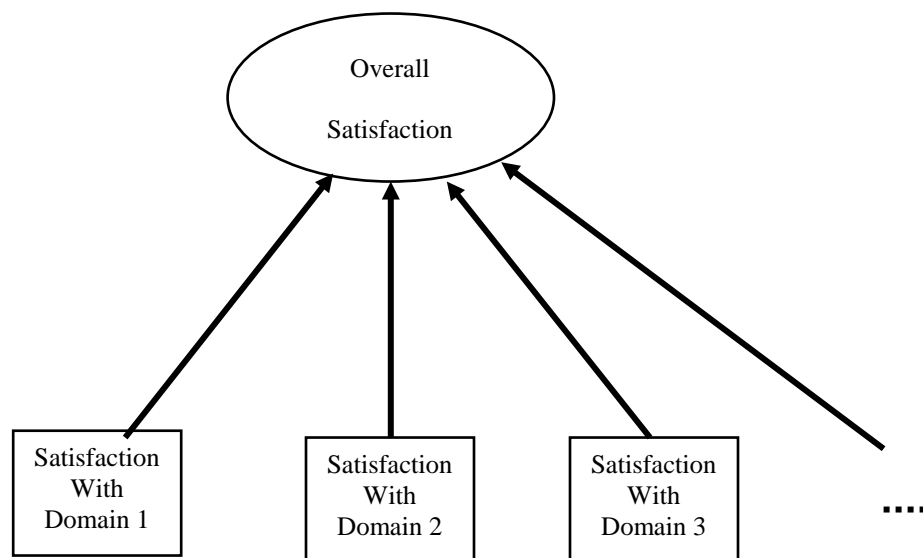 Overall
Satisfaction
Satisfaction
With
Domain 1
Satisfaction
With
Domain 2
Satisfaction
With
Domain 3
....